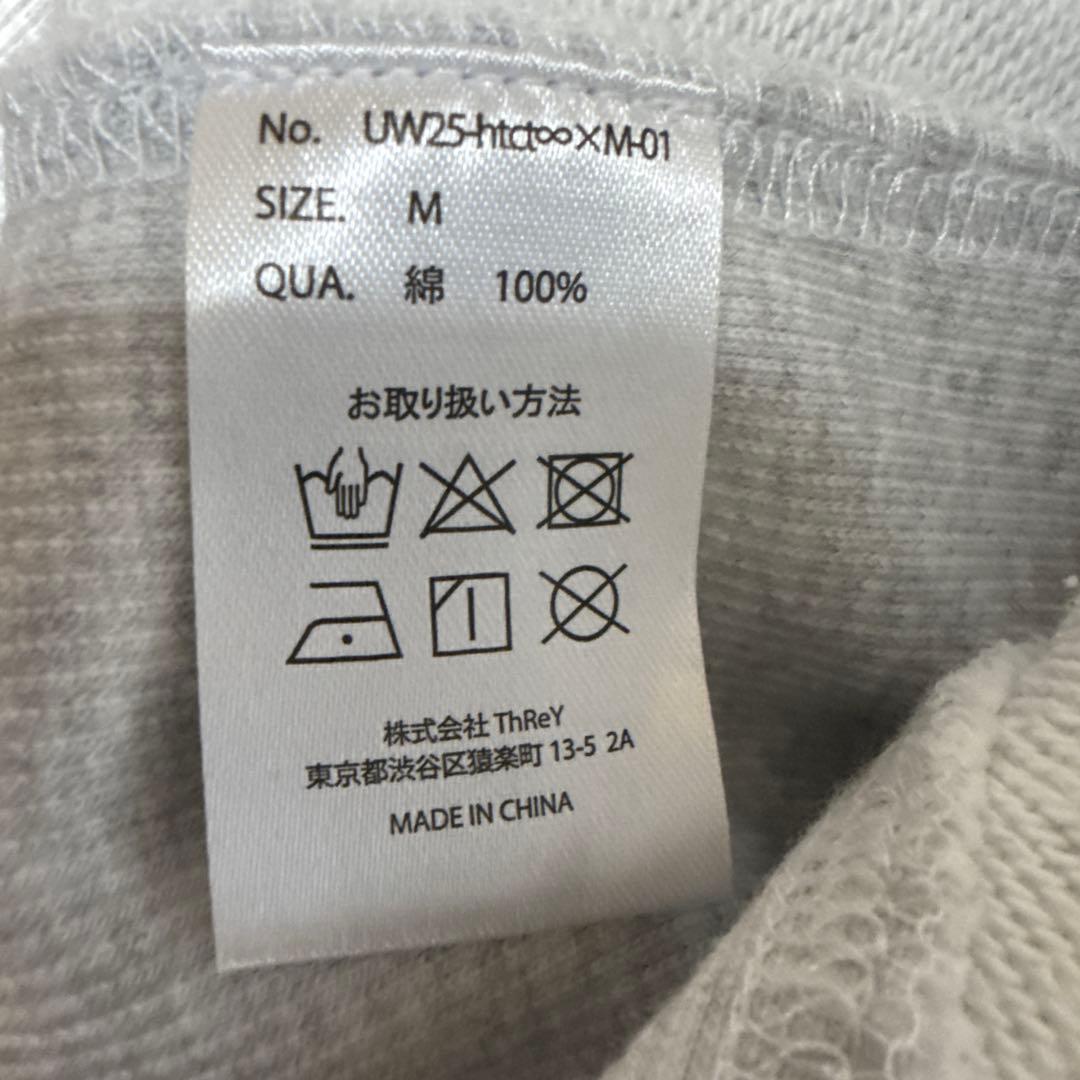 No. UW25-htct∞×M-01
SIZE. M
QUA. 綿 100%
お取り扱い方法
株式会社 ThReY
東京都渋谷区猿楽町 13-5 2A
MADE IN CHINA